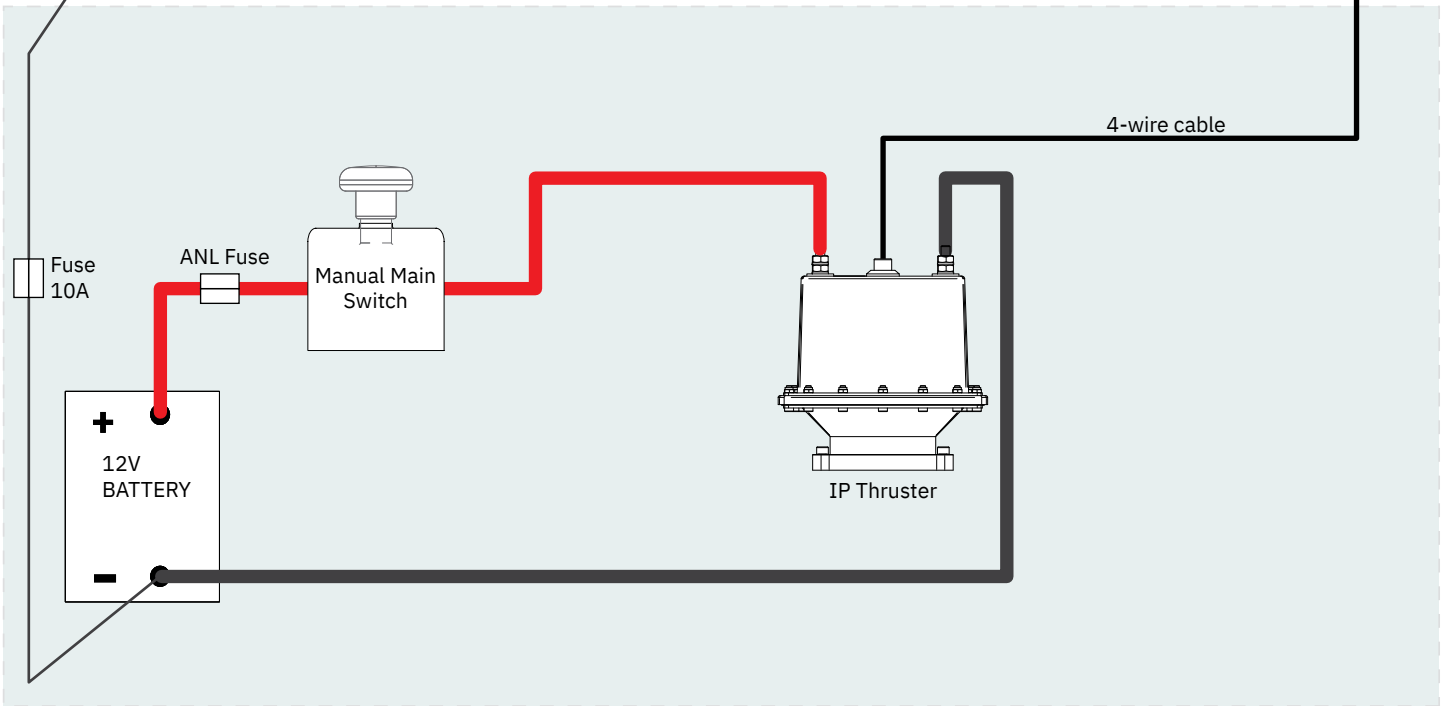 4-wire cable
ANL Fuse
Fuse
10A
Manual Main
Switch
+
12V
BATTERY
IP Thruster
-